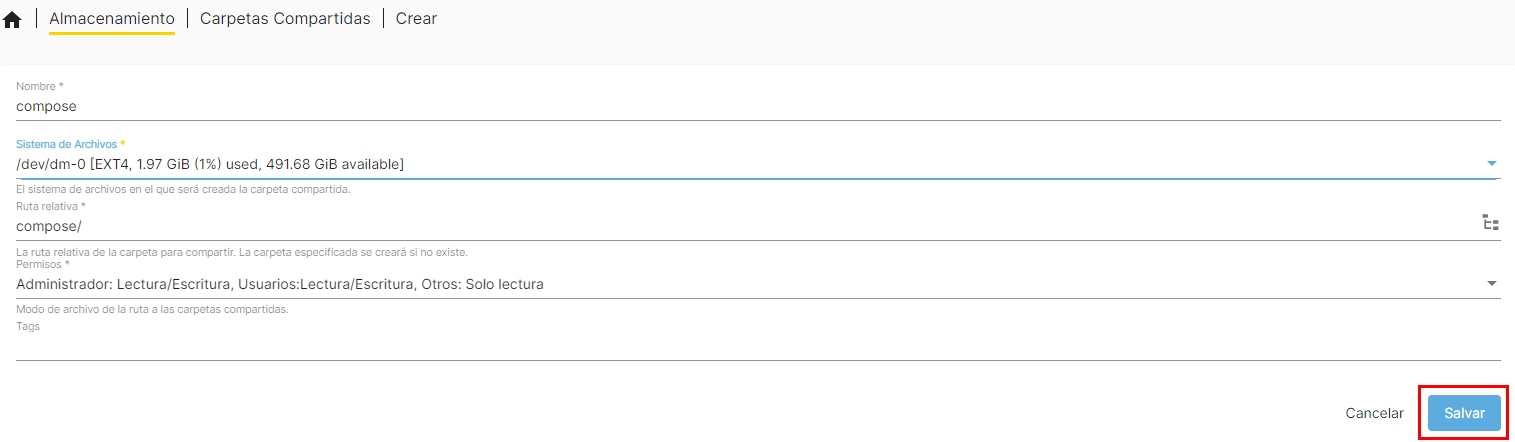 Almacenamiento | Carpetas Compartidas | Crear
Nombre *
compose
Sistema de Archivos *
/dev/dm-0 [EXT4, 1.97 GiB (1%) used, 491.68 GiB available]
El sistema de archivos en el que será creada la carpeta compartida.
Ruta relativa *
compose/
La ruta relativa de la carpeta para compartir. La carpeta especificada se creará si no existe.
Permisos *
Administrador: Lectura/Escritura, Usuarios:Lectura/Escritura, Otros: Solo lectura
Modo de archivo de la ruta a las carpetas compartidas.
Tags
Cancelar Salvar